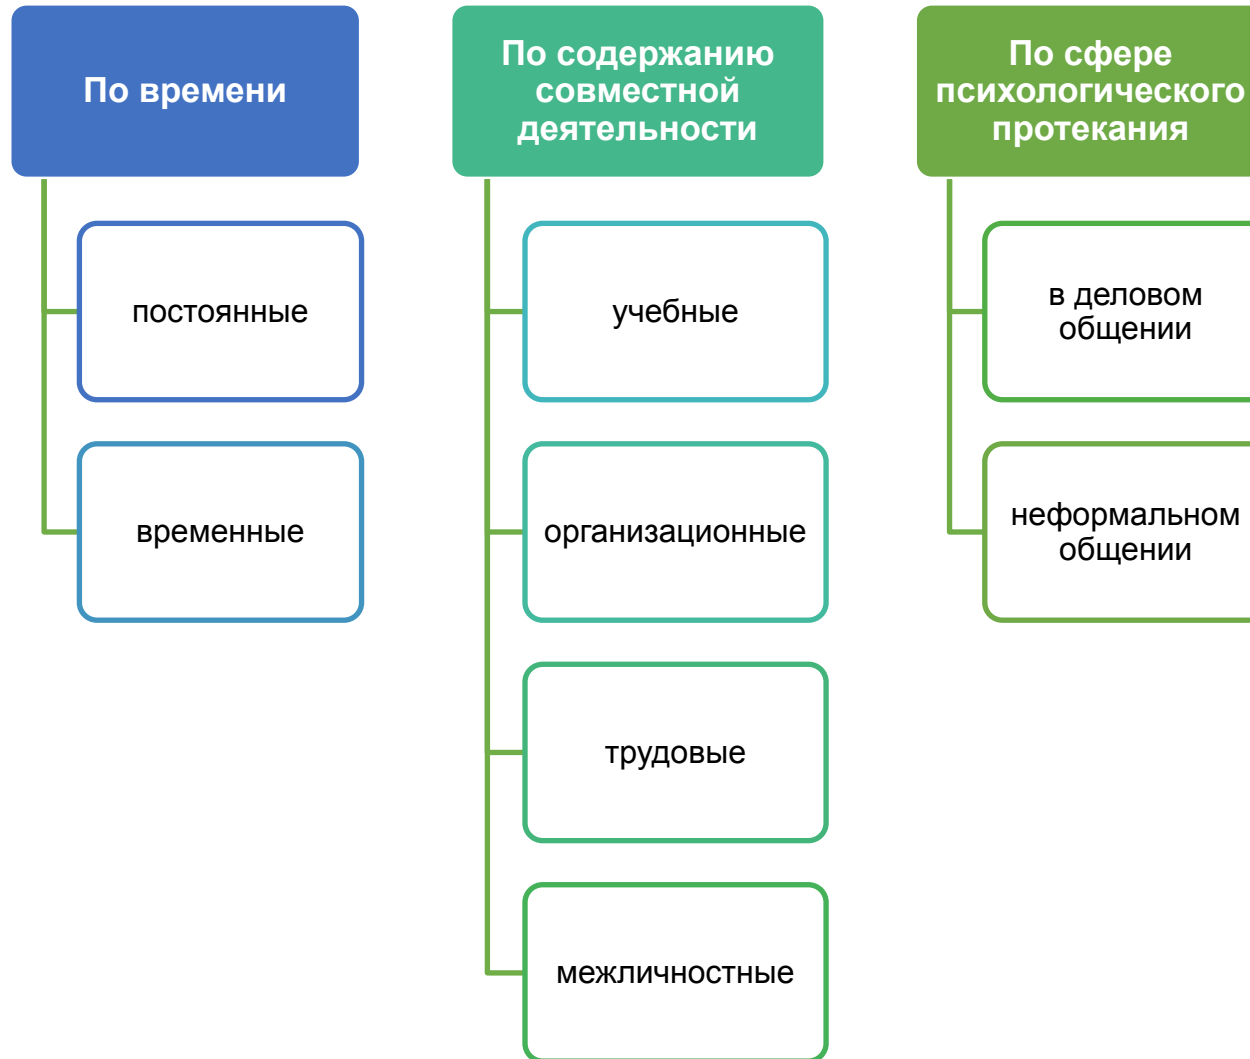 По времени
постоянные
временные
По содержанию
совместной
деятельности
учебные
организационные
трудовые
межличностные
По сфере
психологического
протекания
в деловом
общении
неформальном
общении